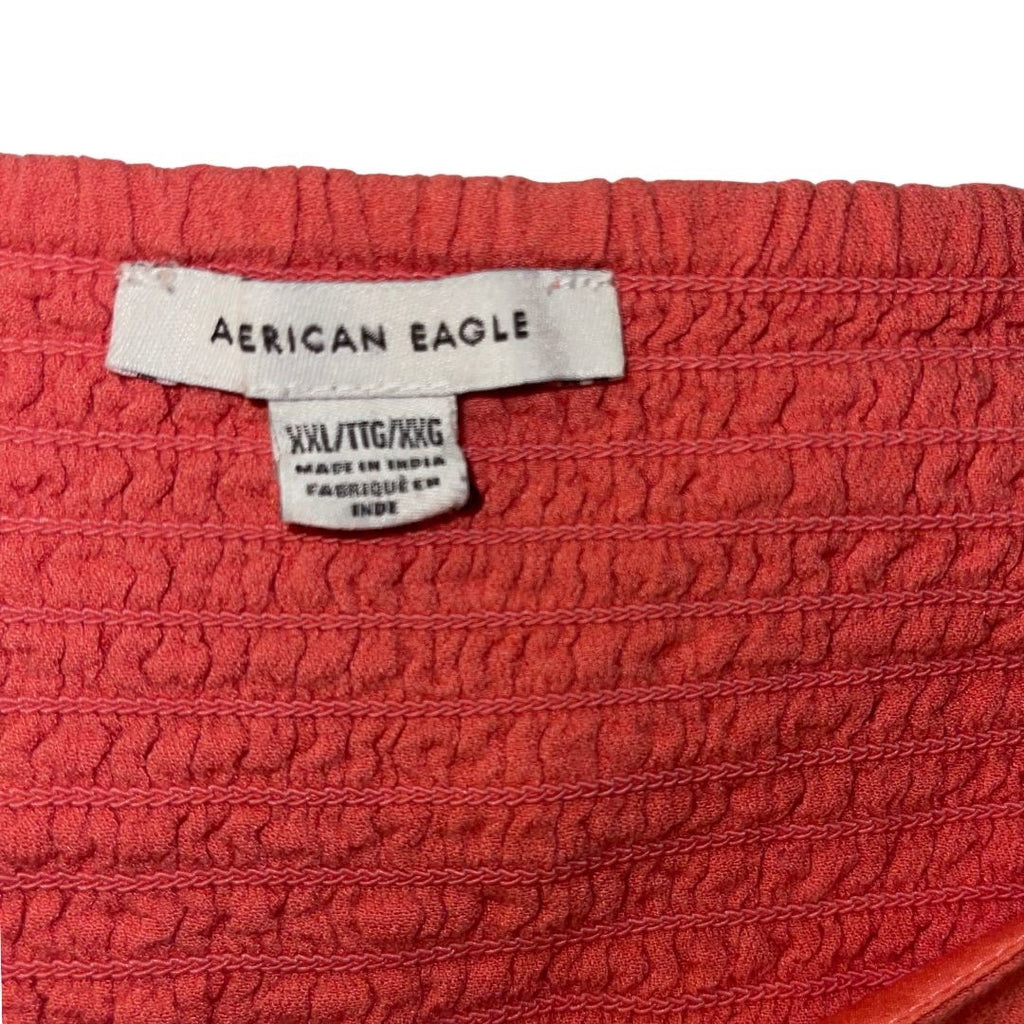 AERICAN EAGLE
XXL/TTG/XXG
MADE IN INDIA
FABRIQUÉ EN
INDE